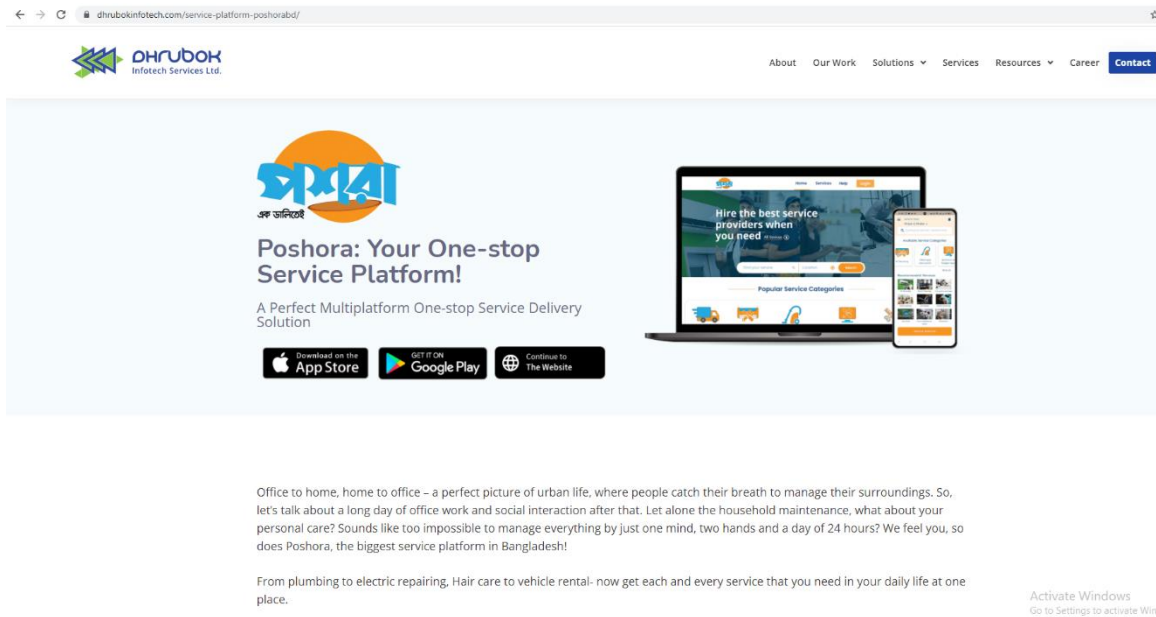 dhrubokinfotech.com/service-platform-poshorabd/
DHRUBOK
Infotech Services Ltd.
About Our Work Solutions Services Resources Career Contact
পশরা
এক ডালিতেই
Poshora: Your One-stop
Service Platform!
A Perfect Multiplatform One-stop Service Delivery
Solution
Download on the
App Store
GET IT ON
Google Play
Continue to
The Website
Home Services Help
Hire the best service
providers when
you need
Popular Service Categories
Office to home, home to office – a perfect picture of urban life, where people catch their breath to manage their surroundings. So,
let's talk about a long day of office work and social interaction after that. Let alone the household maintenance, what about your
personal care? Sounds like too impossible to manage everything by just one mind, two hands and a day of 24 hours? We feel you, so
does Poshora, the biggest service platform in Bangladesh!
From plumbing to electric repairing, Hair care to vehicle rental- now get each and every service that you need in your daily life at one
place.
Activate Windows
Go to Settings to activate Win